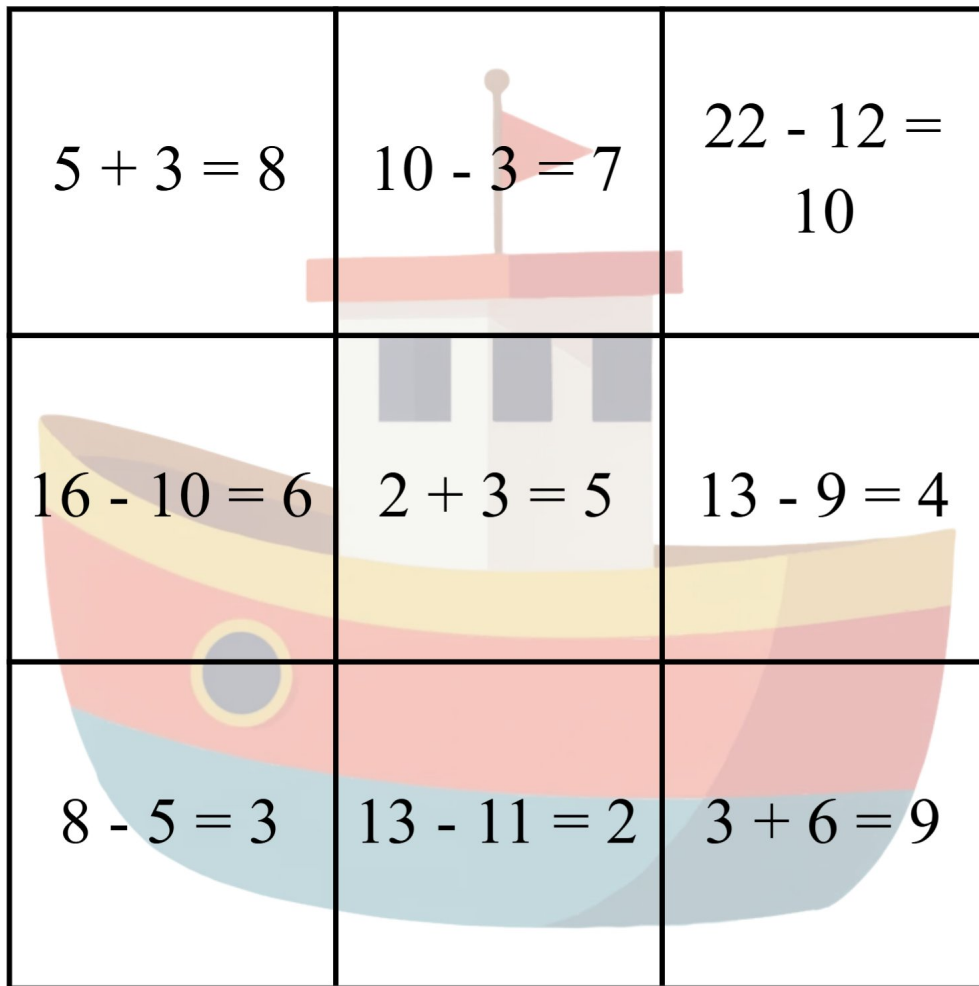 5 + 3 = 8
10 - 3 = 7
22 - 12 =
10
16 - 10 = 6
2 + 3 = 5
13 - 9 = 4
8 - 5 = 3
13 - 11 = 2
3 + 6 = 9